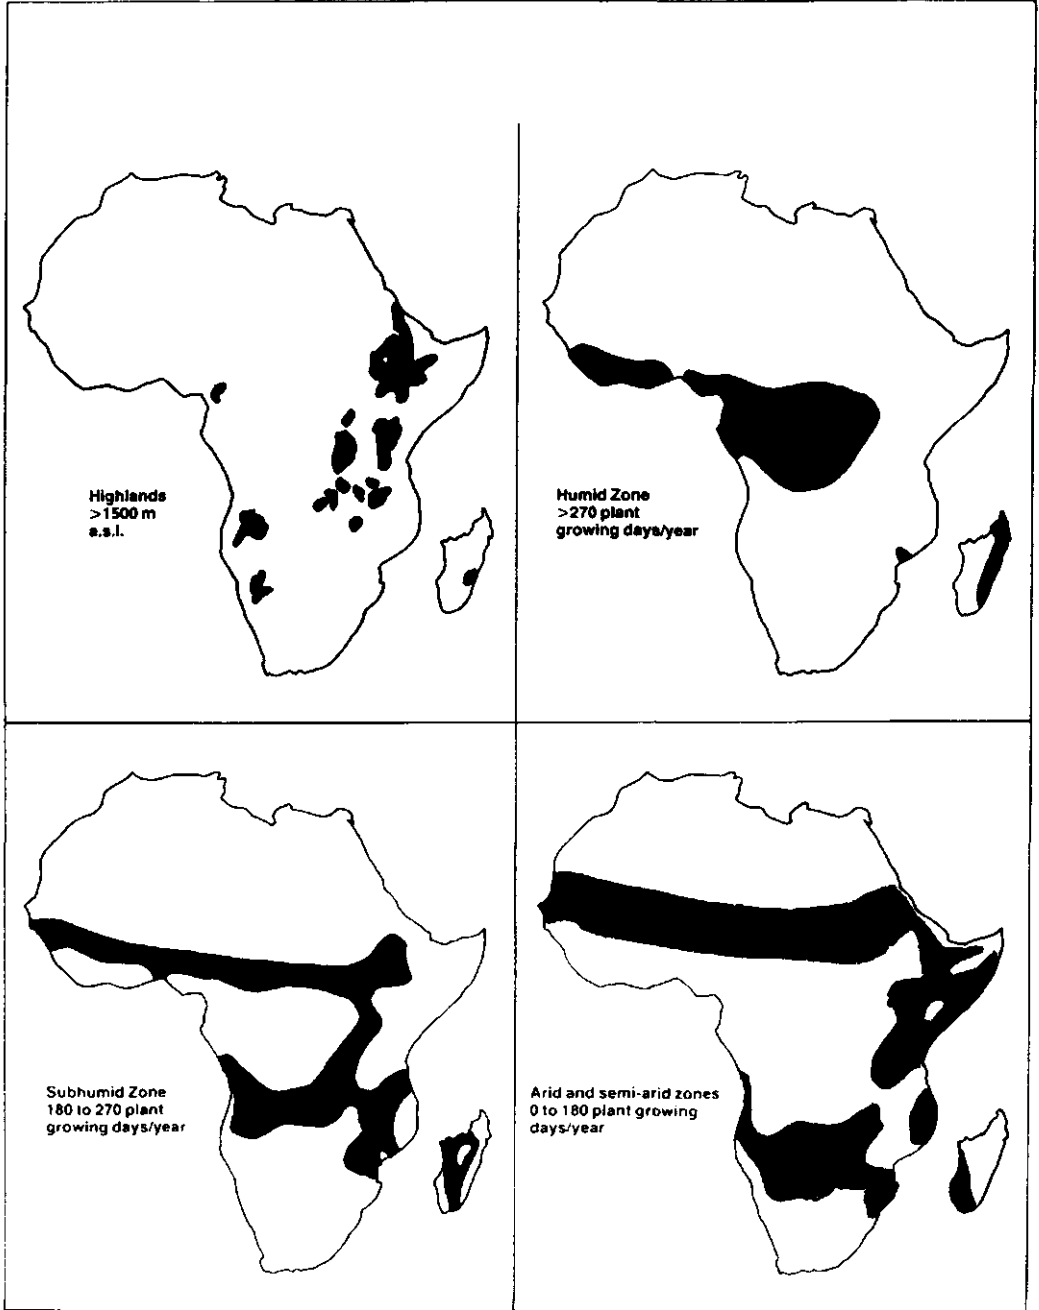 Highlands
>1500 m
a.s.l.
Humid Zone
>270 plant
growing days/year
Subhumid Zone
180 to 270 plant
growing days/year
Arid and semi-arid zones
0 to 180 plant growing
days/year